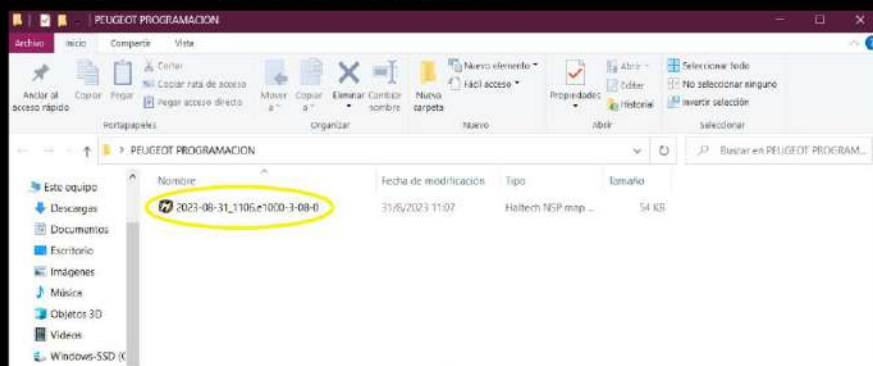 PEUGEOT PROGRAMACION
Archivo Inicio Compartir Vista
Anclar al acceso rápido
Copiar
Pegar
Cortar
Copiar ruta de acceso
Pegar acceso directo
Portapapeles
Mover a
Copiar a
Eliminar
Cambiar nombre
Organizar
Nueva carpeta
Nuevo elemento
Fácil acceso
Nuevo
Propiedades
Abrir
Editar
Historial
Abrir
Seleccionar todo
No seleccionar ninguno
Invertir selección
Seleccionar
PEUGEOT PROGRAMACION
Buscar en PEUGEOT PROGRAM...
Nombre Fecha de modificación Tipo Tamaño
2023-08-31_1106.e1000-3-08-0 31/8/2023 11:07 Haltech NSP map ... 54 KB
Este equipo
Descargas
Documentos
Escritorio
Imágenes
Música
Objetos 3D
Videos
Windows-SSD (C